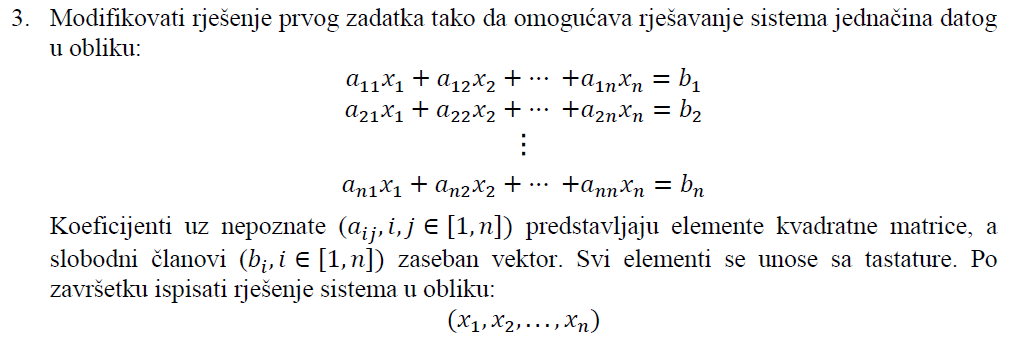 3. Modifikovati rješenje prvog zadatka tako da omogućava rješavanje sistema jednačina datog
u obliku:
𝑎₁₁𝑥₁ + 𝑎₁₂𝑥₂ + ⋯ +𝑎₁ₙ𝑥ₙ = 𝑏₁
𝑎₂₁𝑥₁ + 𝑎₂₂𝑥₂ + ⋯ +𝑎₂ₙ𝑥ₙ = 𝑏₂
⋮
𝑎ₙ₁𝑥₁ + 𝑎ₙ₂𝑥₂ + ⋯ +𝑎ₙₙ𝑥ₙ = 𝑏ₙ
Koeficijenti uz nepoznate (𝑎ᵢⱼ, 𝑖, 𝑗 ∈ [1, 𝑛]) predstavljaju elemente kvadratne matrice, a
slobodni članovi (𝑏ᵢ, 𝑖 ∈ [1, 𝑛]) zaseban vektor. Svi elementi se unose sa tastature. Po
završetku ispisati rješenje sistema u obliku:
(𝑥₁, 𝑥₂, … , 𝑥ₙ)